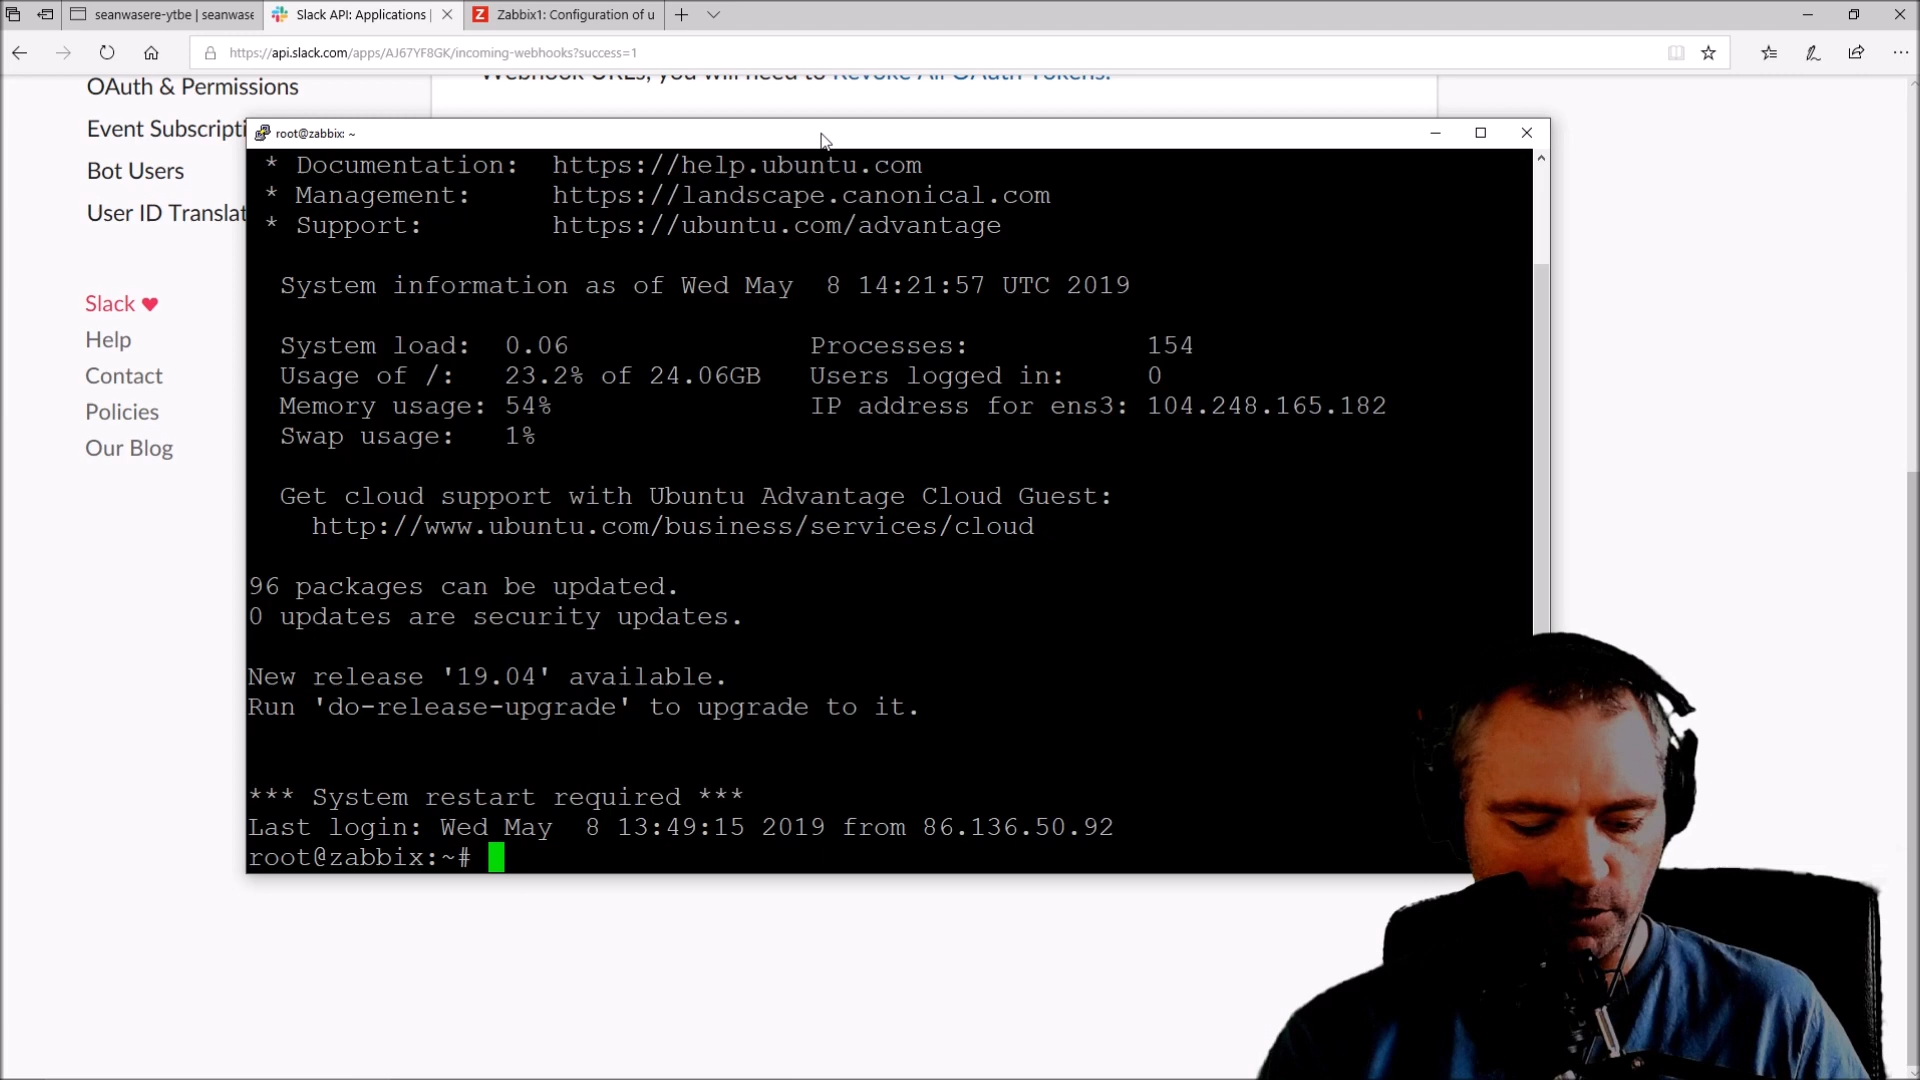 seanwasere-ytbe | seanwase
Slack API: Applications |
Zabbix1: Configuration of u
https://api.slack.com/apps/AJ67YF8GK/incoming-webhooks?success=1
Webhook URLs, you will need to Revoke All OAuth Tokens.
OAuth & Permissions
Event Subscripti
Bot Users
User ID Translat
Slack
Help
Contact
Policies
Our Blog
root@zabbix: ~
* Documentation: https://help.ubuntu.com
* Management: https://landscape.canonical.com
* Support: https://ubuntu.com/advantage
System information as of Wed May 8 14:21:57 UTC 2019
System load: 0.06 Processes: 154
Usage of /: 23.2% of 24.06GB Users logged in: 0
Memory usage: 54% IP address for ens3: 104.248.165.182
Swap usage: 1%
Get cloud support with Ubuntu Advantage Cloud Guest:
http://www.ubuntu.com/business/services/cloud
96 packages can be updated.
0 updates are security updates.
New release '19.04' available.
Run 'do-release-upgrade' to upgrade to it.
*** System restart required ***
Last login: Wed May 8 13:49:15 2019 from 86.136.50.92
root@zabbix:~#